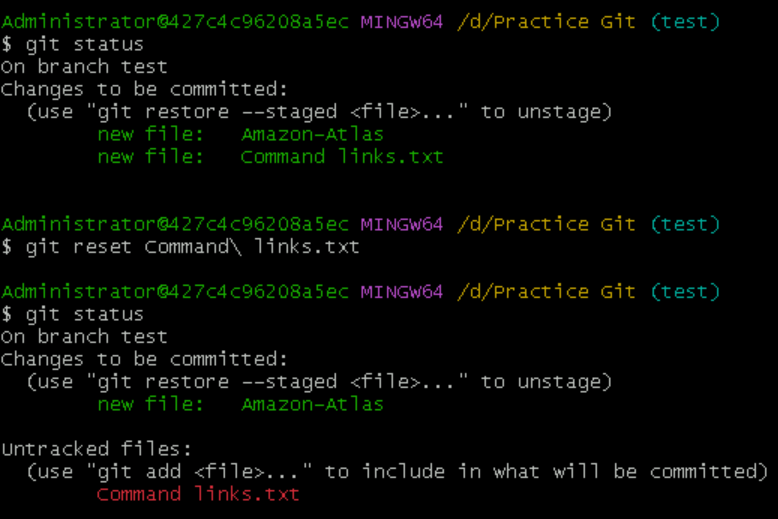 Administrator@427c4c96208a5ec MINGW64 /d/Practice Git (test)
$ git status
On branch test
Changes to be committed:
  (use "git restore --staged <file>..." to unstage)
        new file:   Amazon-Atlas
        new file:   Command links.txt

Administrator@427c4c96208a5ec MINGW64 /d/Practice Git (test)
$ git reset Command\ links.txt

Administrator@427c4c96208a5ec MINGW64 /d/Practice Git (test)
$ git status
On branch test
Changes to be committed:
  (use "git restore --staged <file>..." to unstage)
        new file:   Amazon-Atlas

Untracked files:
  (use "git add <file>..." to include in what will be committed)
        Command links.txt